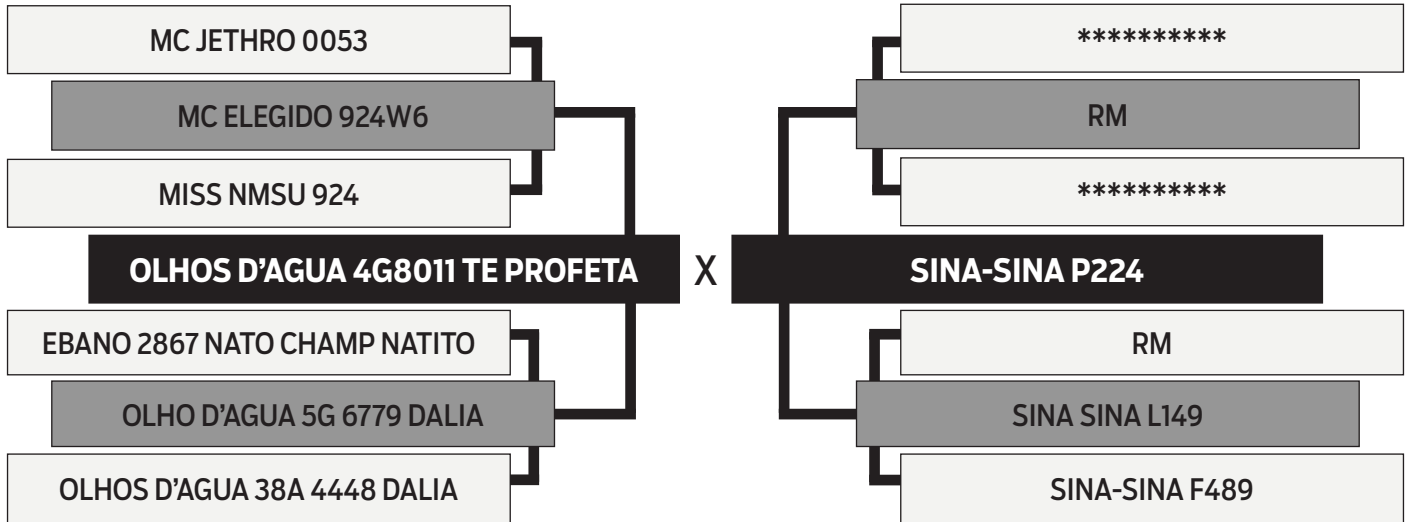 MC JETHRO 0053
MC ELEGIDO 924W6
MISS NMSU 924
OLHOS D’AGUA 4G8011 TE PROFETA
EBANO 2867 NATO CHAMP NATITO
OLHO D’AGUA 5G 6779 DALIA
OLHOS D’AGUA 38A 4448 DALIA
X
**********
RM
**********
SINA-SINA P224
RM
SINA SINA L149
SINA-SINA F489